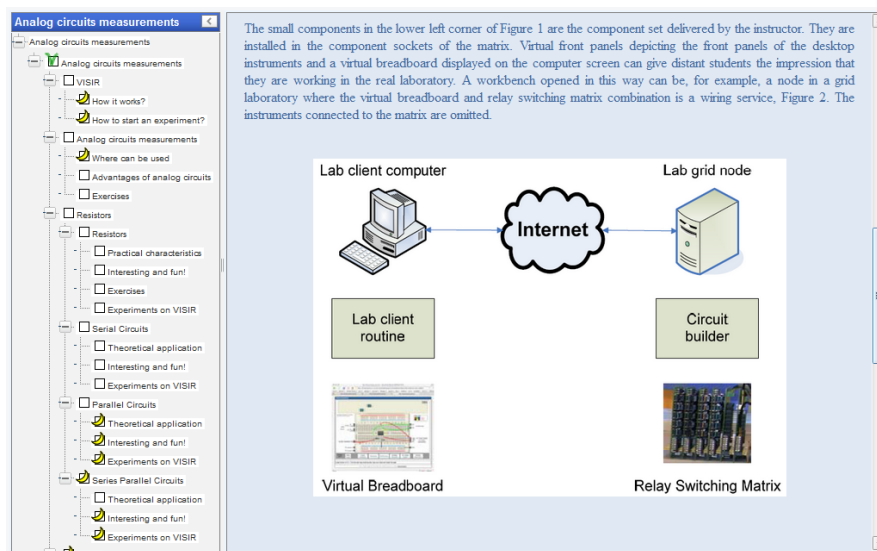 Analog circuits measurements
Analog circuits measurements
Analog circuits measurements
VISIR
How it works?
How to start an experiment?
Analog circuits measurements
Where can be used
Advantages of analog circuits
Exercises
Resistors
Resistors
Practical characteristics
Interesting and fun!
Exercises
Experiments on VISIR
Serial Circuits
Theoretical application
Interesting and fun!
Experiments on VISIR
Parallel Circuits
Theoretical application
Interesting and fun!
Experiments on VISIR
Series Parallel Circuits
Theoretical application
Interesting and fun!
Experiments on VISIR
The small components in the lower left corner of Figure 1 are the component set delivered by the instructor. They are
installed in the component sockets of the matrix. Virtual front panels depicting the front panels of the desktop
instruments and a virtual breadboard displayed on the computer screen can give distant students the impression that
they are working in the real laboratory. A workbench opened in this way can be, for example, a node in a grid
laboratory where the virtual breadboard and relay switching matrix combination is a wiring service, Figure 2. The
instruments connected to the matrix are omitted.
Lab client computer
Lab grid node
Internet
Lab client
routine
Circuit
builder
Virtual Breadboard
Relay Switching Matrix